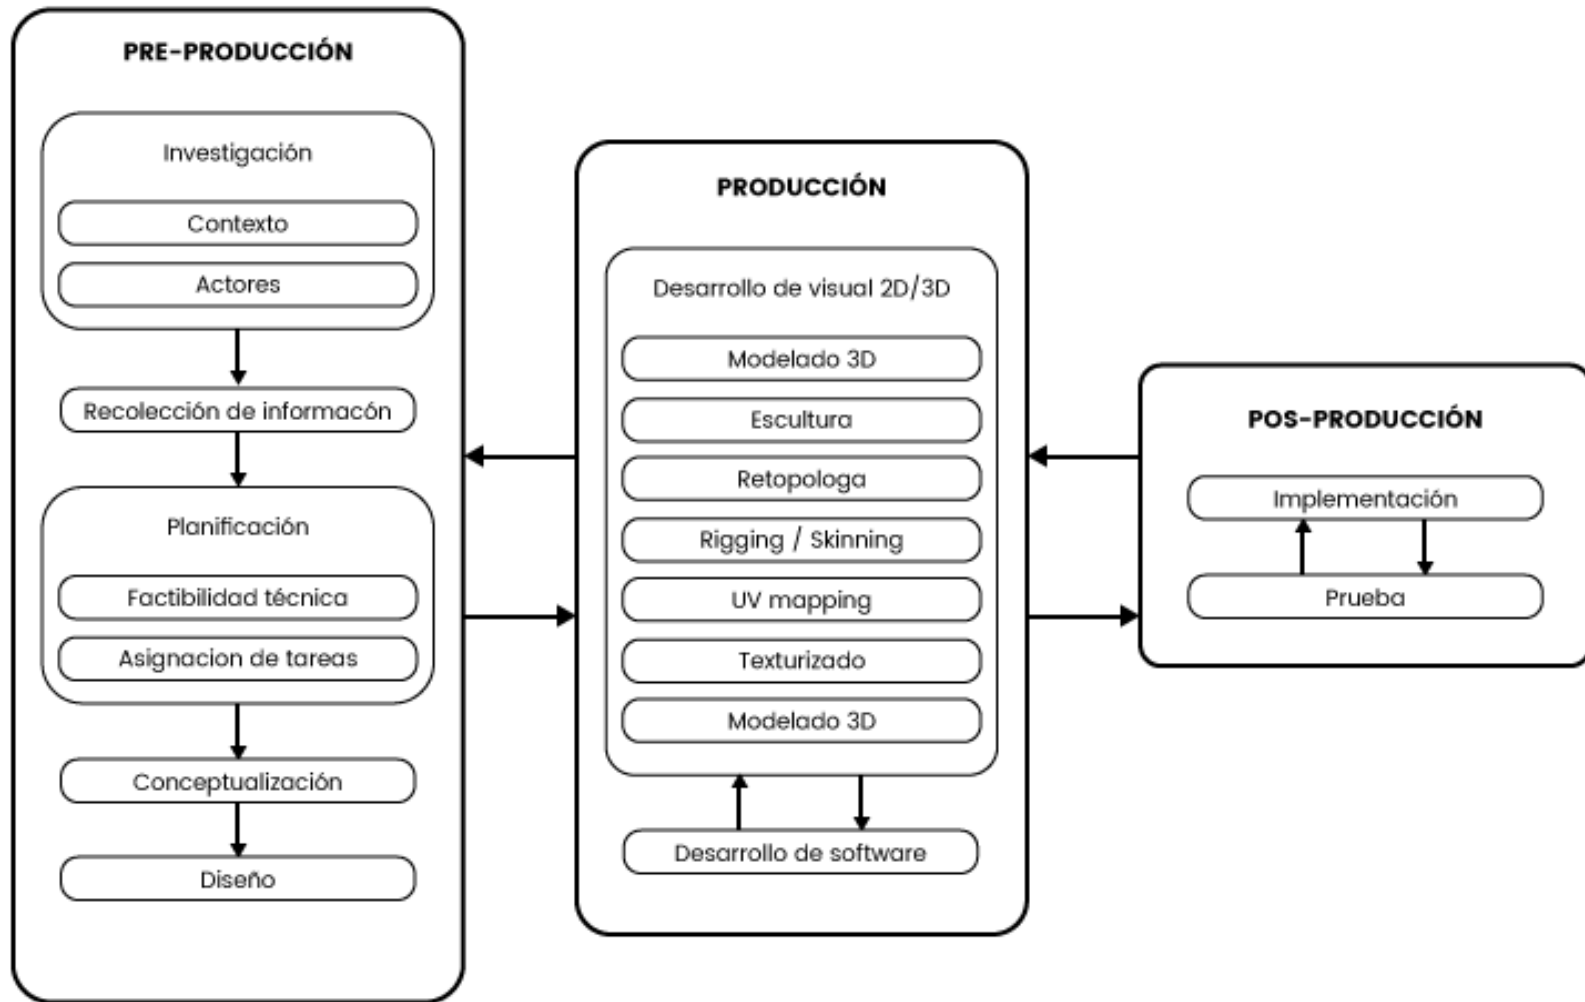 PRE-PRODUCCIÓN
Investigación
Contexto
Actores
Recolección de informacón
Planificación
Factibilidad técnica
Asignacion de tareas
Conceptualización
Diseño
PRODUCCIÓN
Desarrollo de visual 2D/3D
Modelado 3D
Escultura
Retopologa
Rigging / Skinning
UV mapping
Texturizado
Modelado 3D
Desarrollo de software
POS-PRODUCCIÓN
Implementación
Prueba